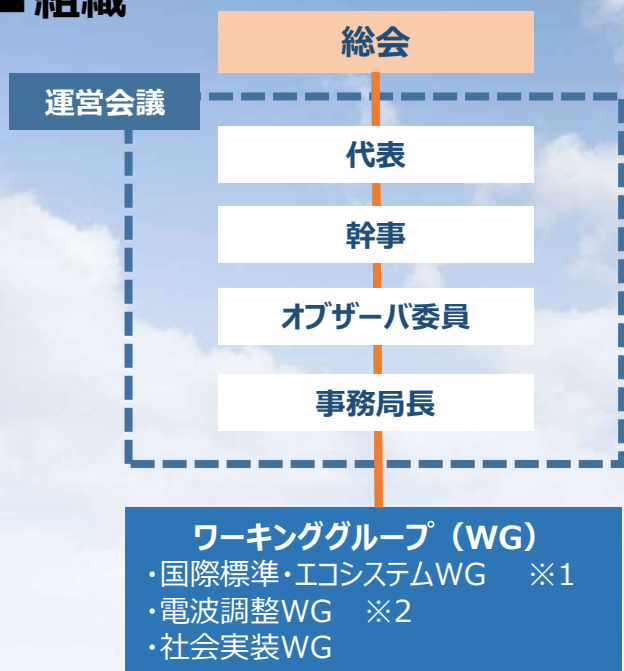 ■組織
総会
運営会議
代表
幹事
オブザーバ委員
事務局長
ワーキンググループ（WG）
・国際標準・エコシステムWG　※1
・電波調整WG　※2
・社会実装WG